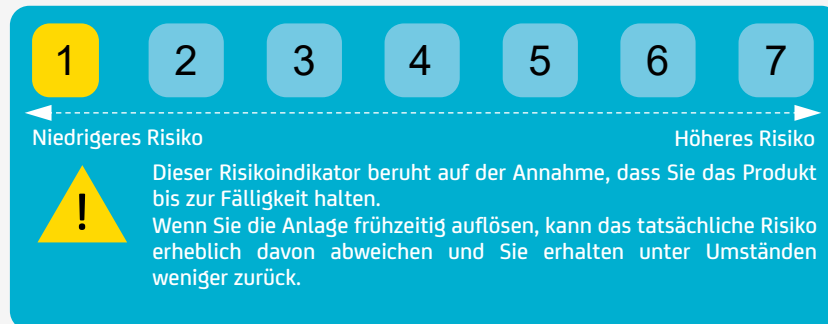 1 2 3 4 5 6 7
Niedrigeres Risiko Höheres Risiko
! Dieser Risikoindikator beruht auf der Annahme, dass Sie das Produkt
bis zur Fälligkeit halten.
Wenn Sie die Anlage frühzeitig auflösen, kann das tatsächliche Risiko
erheblich davon abweichen und Sie erhalten unter Umständen
weniger zurück.